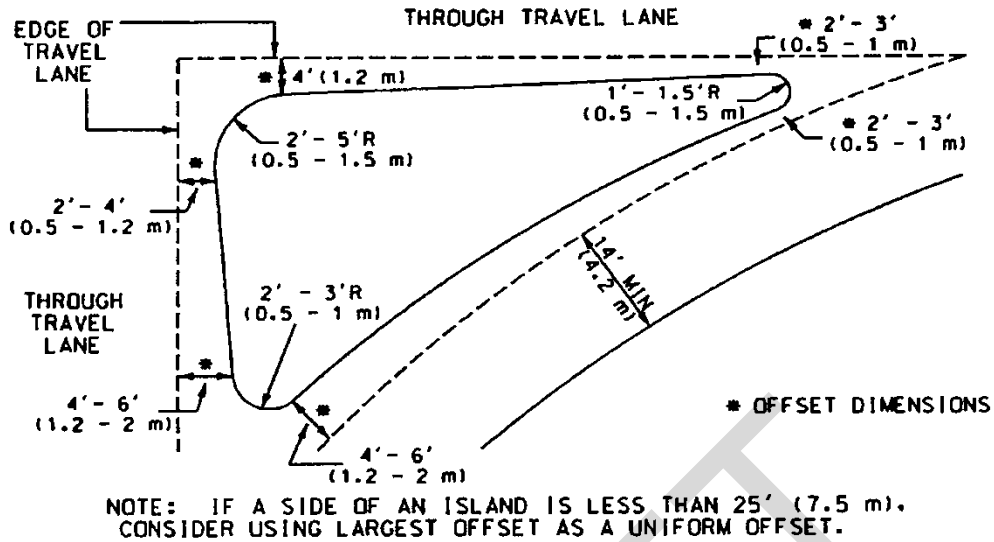 THROUGH TRAVEL LANE
EDGE OF
TRAVEL
LANE
* 2' - 3'
(0.5 - 1 m)
* 4' (1.2 m)
1' - 1.5'R
(0.5 - 1.5 m)
2' - 5'R
(0.5 - 1.5 m)
* 2' - 3'
(0.5 - 1 m)
*
2' - 4'
(0.5 - 1.2 m)
14' MIN
(4.2 m)
2' - 3'R
(0.5 - 1 m)
THROUGH
TRAVEL
LANE
*
4' - 6'
(1.2 - 2 m)
*
4' - 6'
(1.2 - 2 m)
* OFFSET DIMENSIONS
NOTE: IF A SIDE OF AN ISLAND IS LESS THAN 25' (7.5 m),
CONSIDER USING LARGEST OFFSET AS A UNIFORM OFFSET.